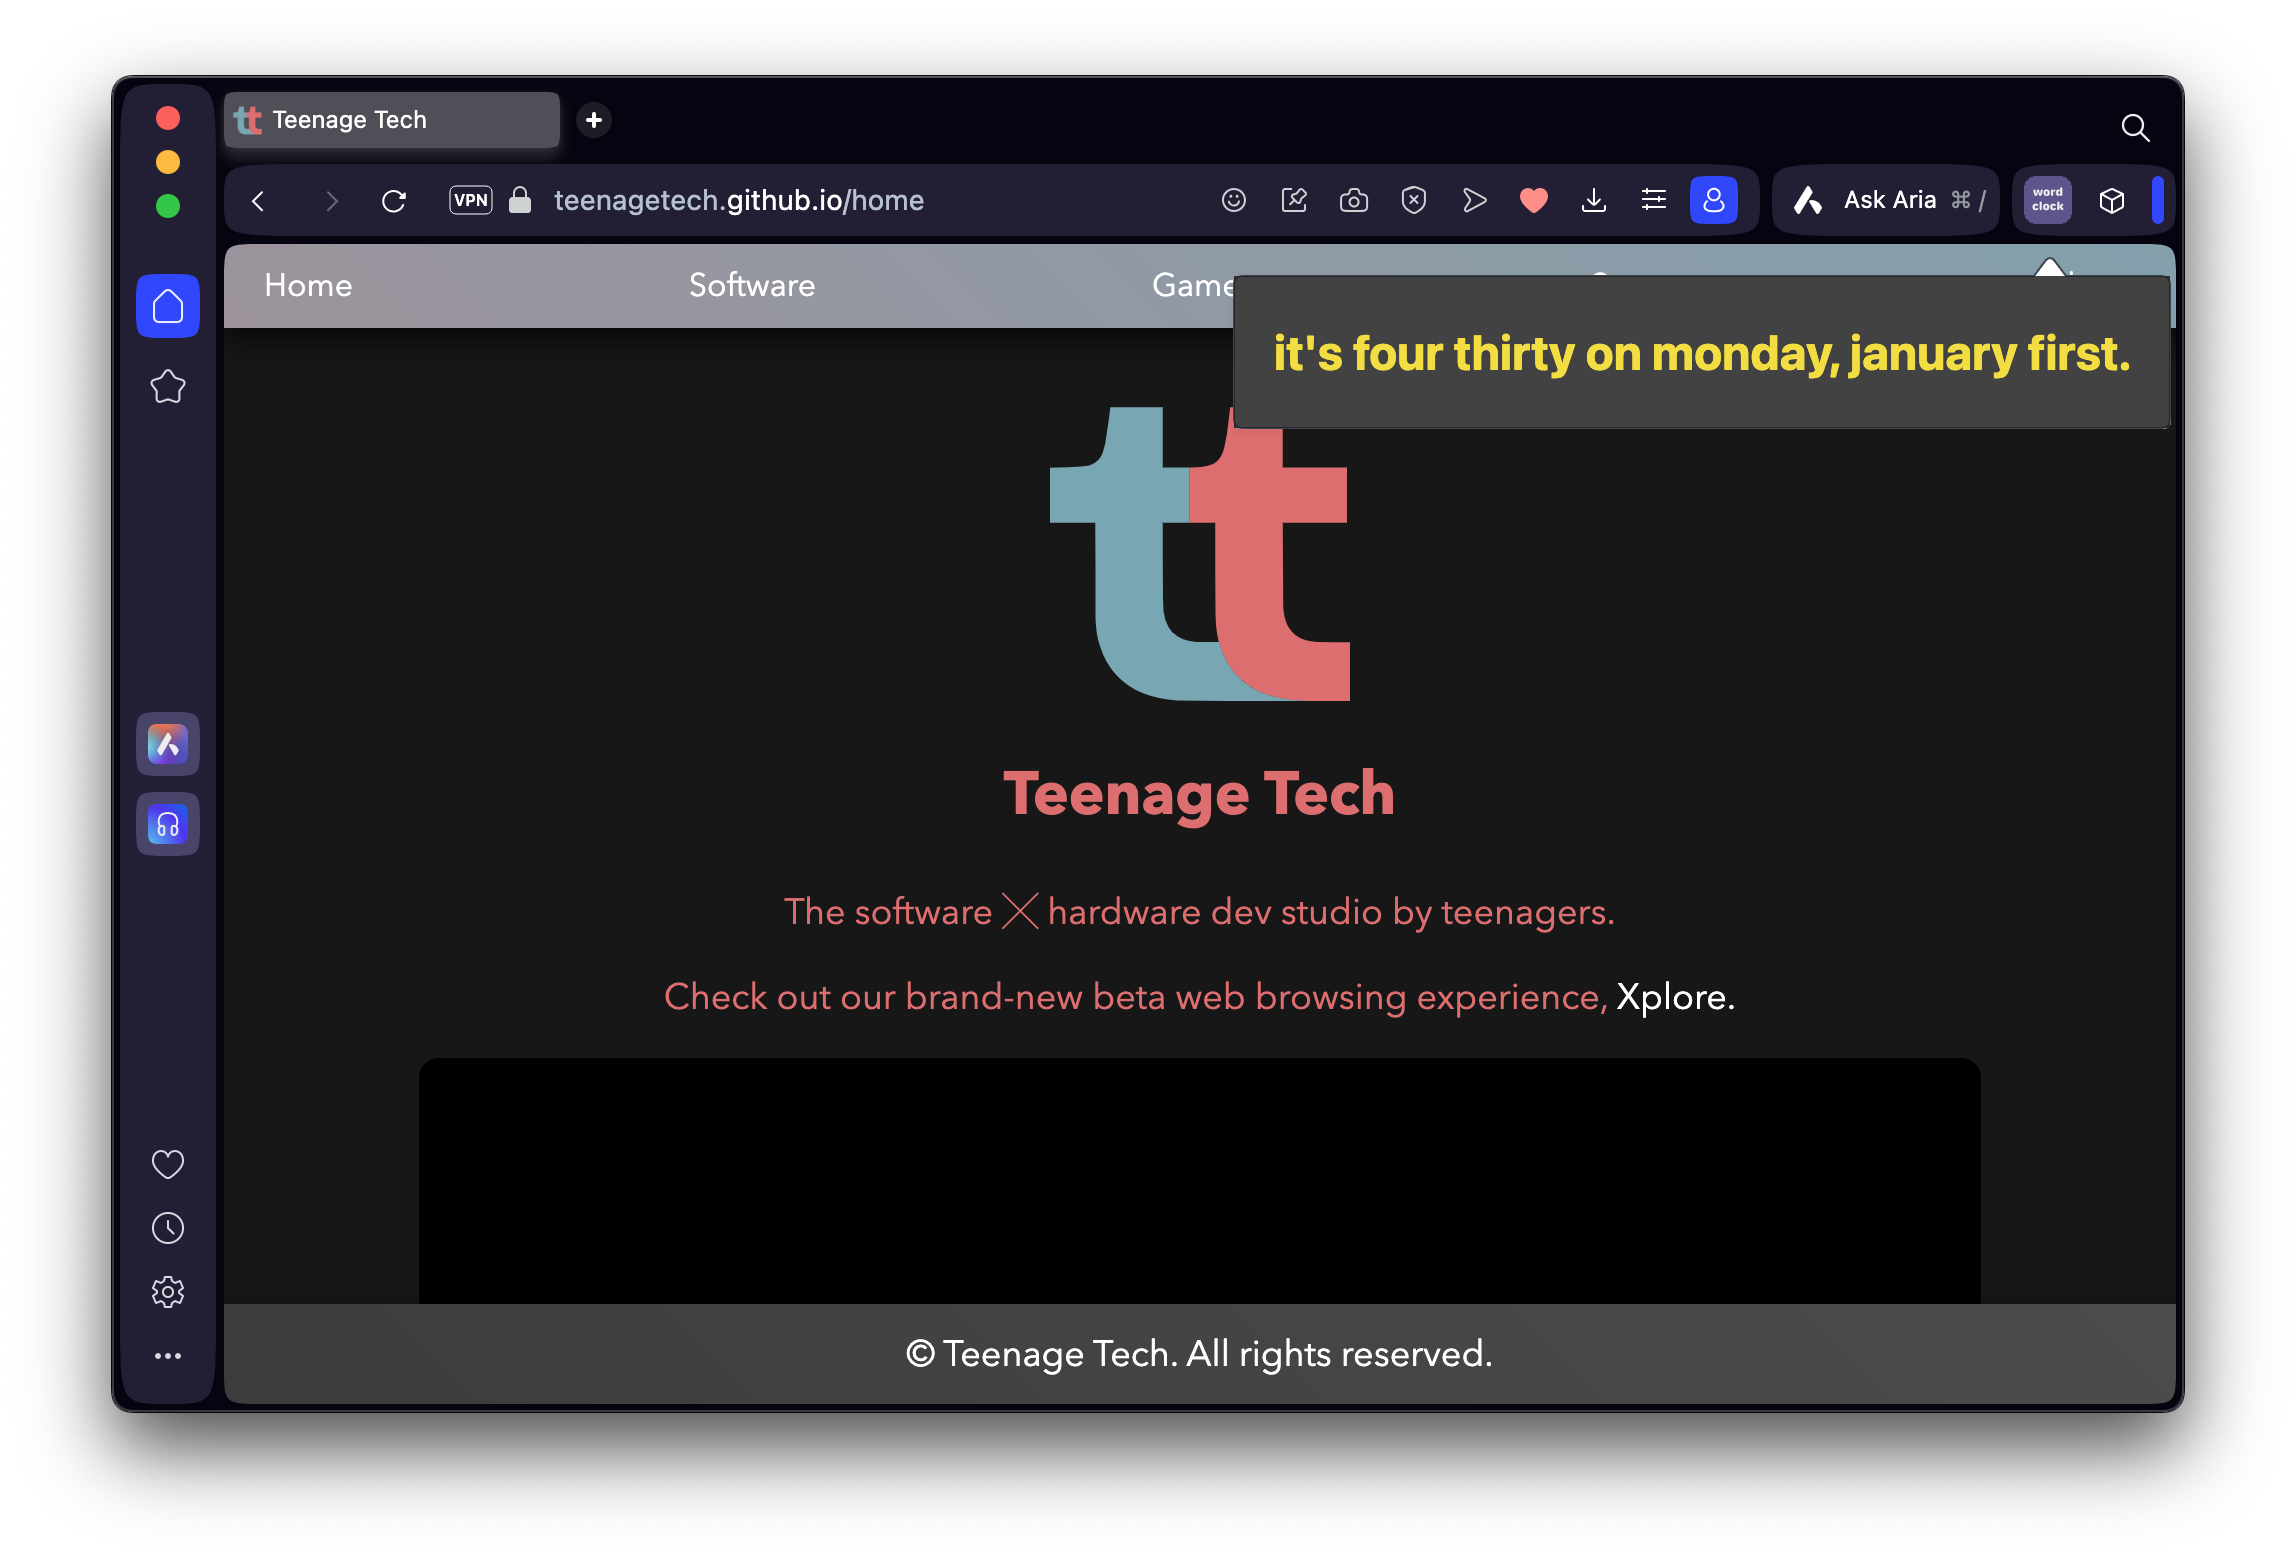 tt Teenage Tech
VPN teenagetech.github.io/home Ask Aria ⌘ / word clock
Home Software Game
it's four thirty on monday, january first.
tt
Teenage Tech
The software X hardware dev studio by teenagers.
Check out our brand-new beta web browsing experience, Xplore.
© Teenage Tech. All rights reserved.